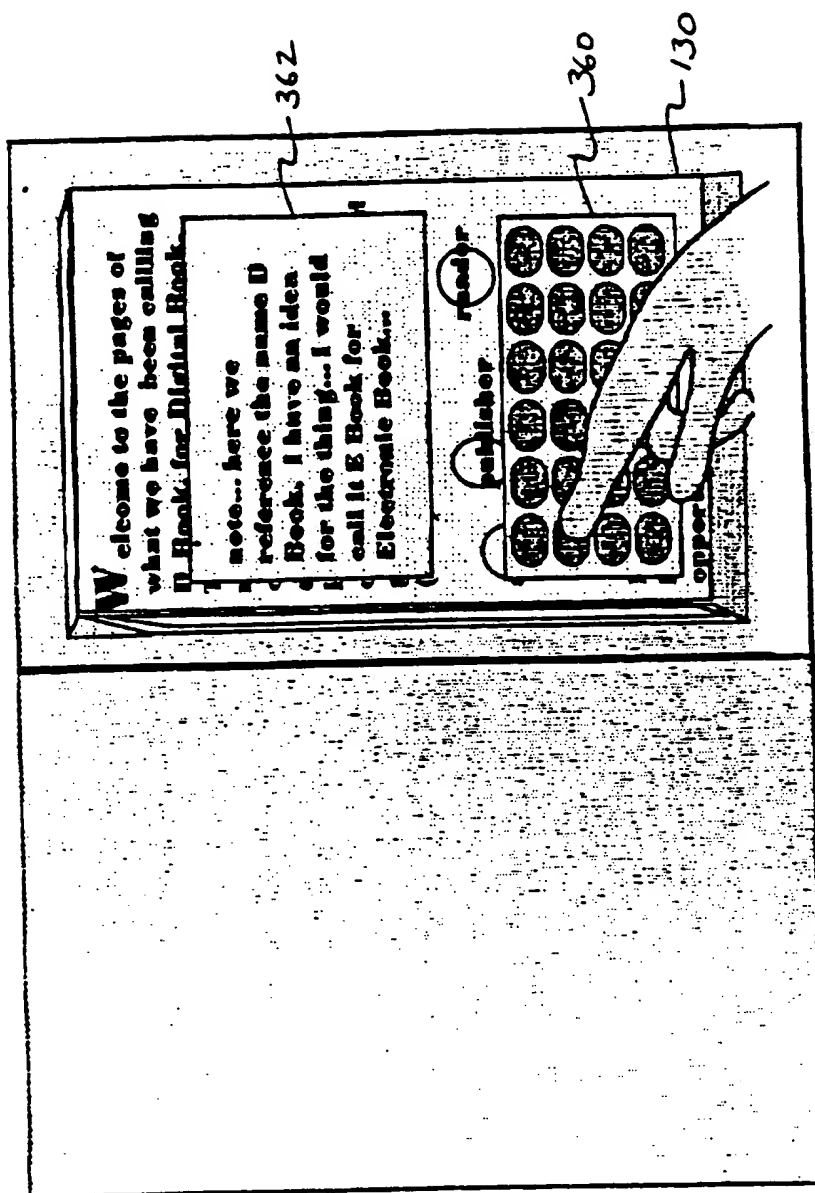 Welcome to the pages of
what we have been callling
D Book, for Digital Book.
note... here we
reference the name D
Book. I have an idea
for the thing... I would
call it E Book for
Electronic Book...
publisher
reader
oppor
362
360
130